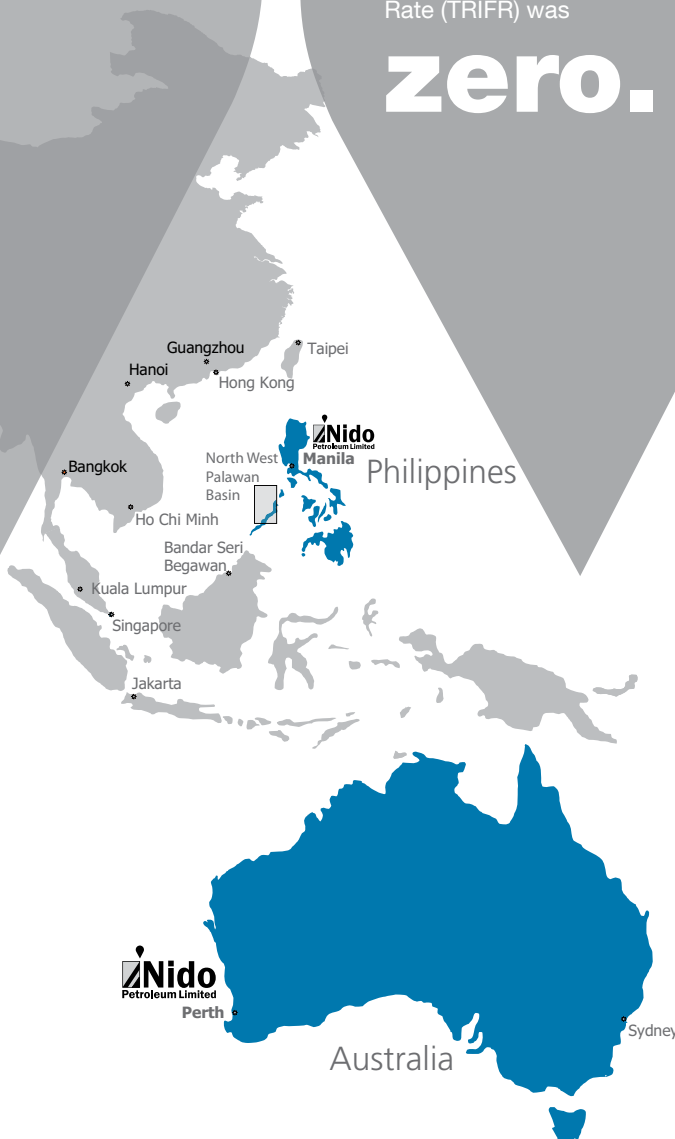 Rate (TRIFR) was
zero.
Guangzhou
Taipei
Hanoi
Hong Kong
Nido
Petroleum Limited
North West
Palawan
Basin
Manila
Philippines
Bangkok
Ho Chi Minh
Bandar Seri
Begawan
Kuala Lumpur
Singapore
Jakarta
Nido
Petroleum Limited
Perth
Sydney
Australia